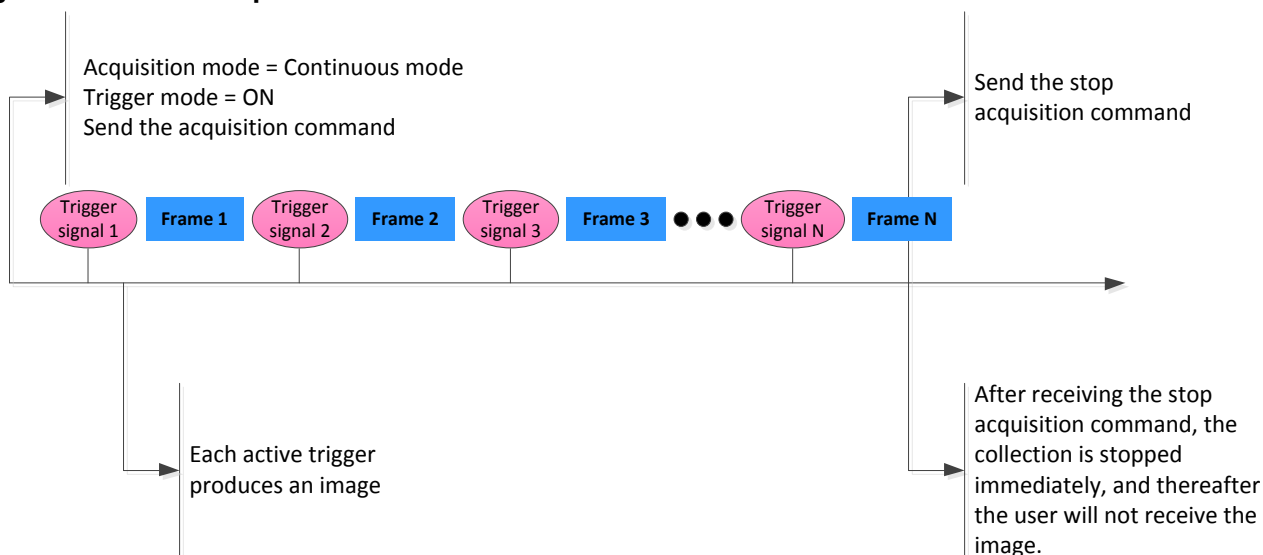 Acquisition mode = Continuous mode
Trigger mode = ON
Send the acquisition command
Send the stop
acquisition command
Trigger
signal 1
Frame 1
Trigger
signal 2
Frame 2
Trigger
signal 3
Frame 3
Trigger
signal N
Frame N
Each active trigger
produces an image
After receiving the stop
acquisition command, the
collection is stopped
immediately, and thereafter
the user will not receive the
image.